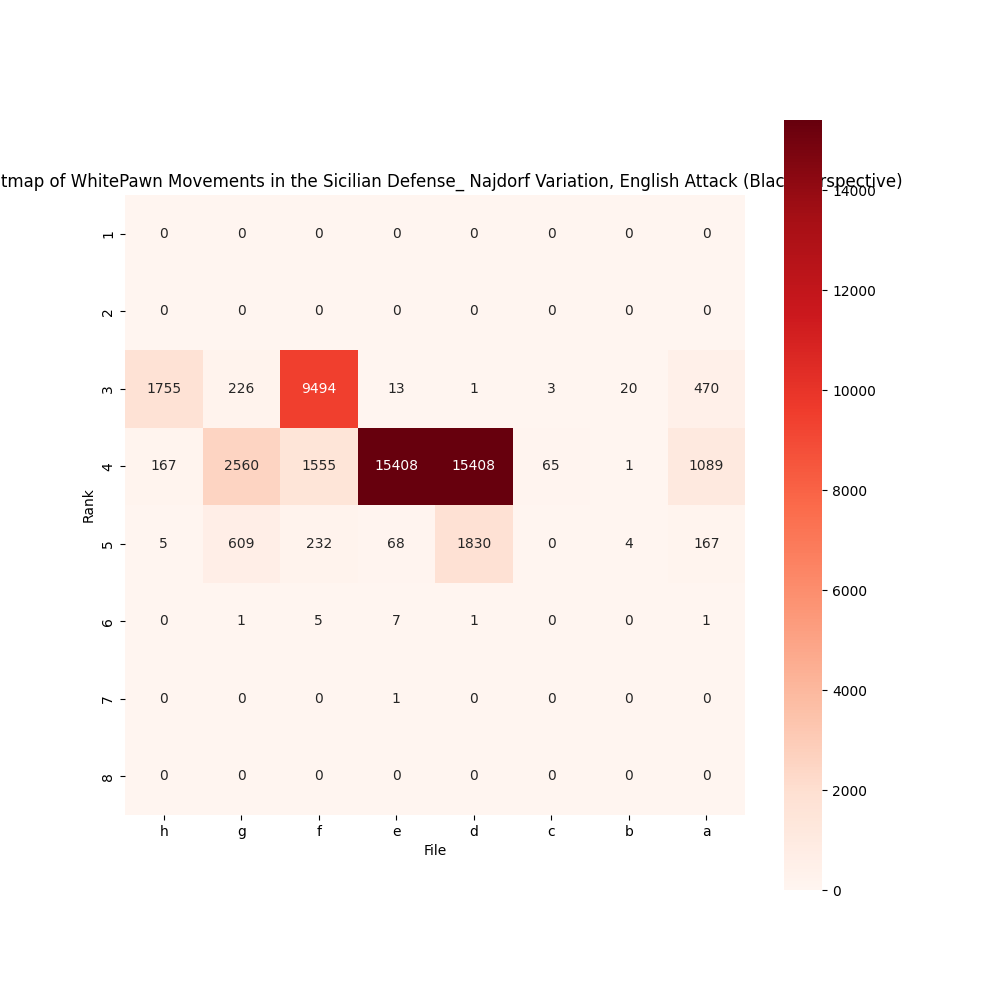 tmap of WhitePawn Movements in the Sicilian Defense_ Najdorf Variation, English Attack (Black Perspective)
14000
1 0 0 0 0 0 0 0 0
12000
2 0 0 0 0 0 0 0 0
3 1755 226 9494 13 1 3 20 470
10000
4 167 2560 1555 15408 15408 65 1 1089
8000
Rank
5 5 609 232 68 1830 0 4 167
6000
6 0 1 5 7 1 0 0 1
4000
7 0 0 0 1 0 0 0 0
2000
8 0 0 0 0 0 0 0 0
h g f e d c b a
File
0